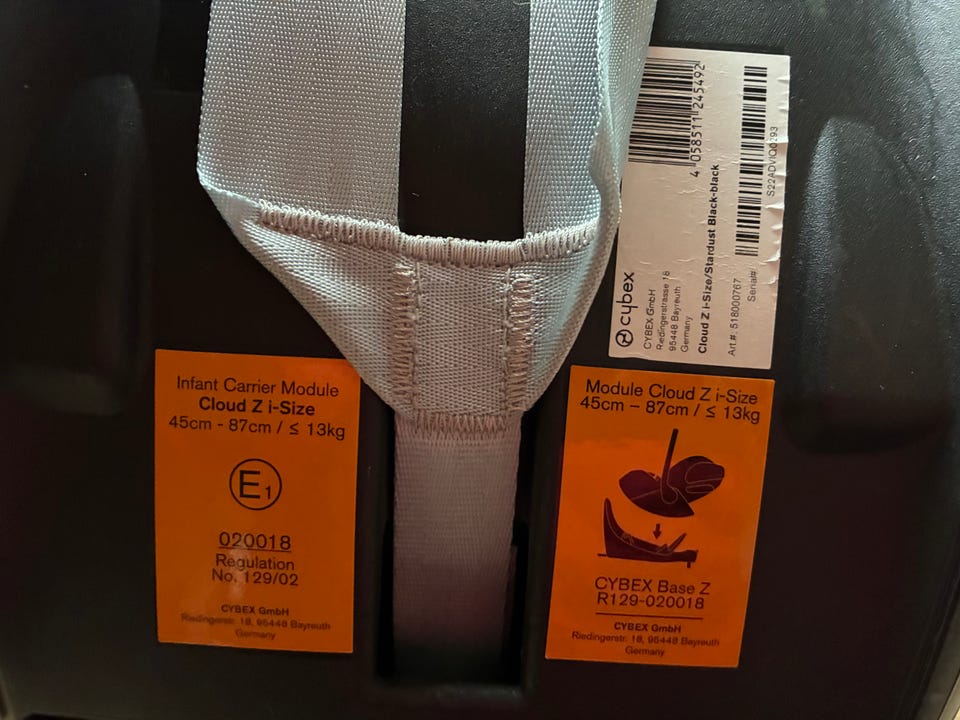 4 058511 245492
S22ADVIQ0293
cybex
CYBEX GmbH
Riedingerstrasse 18
95448 Bayreuth
Germany
Cloud Z i-Size/Stardust Black-black
Art.#: 518000767
Serial#:
Infant Carrier Module
Cloud Z i-Size
45cm - 87cm / ≤ 13kg
E1
020018
Regulation
No. 129/02
CYBEX GmbH
Riedingerstr. 18, 95448 Bayreuth
Germany
Module Cloud Z i-Size
45cm – 87cm / ≤ 13kg
CYBEX Base Z
R129-020018
CYBEX GmbH
Riedingerstr. 18, 95448 Bayreuth
Germany